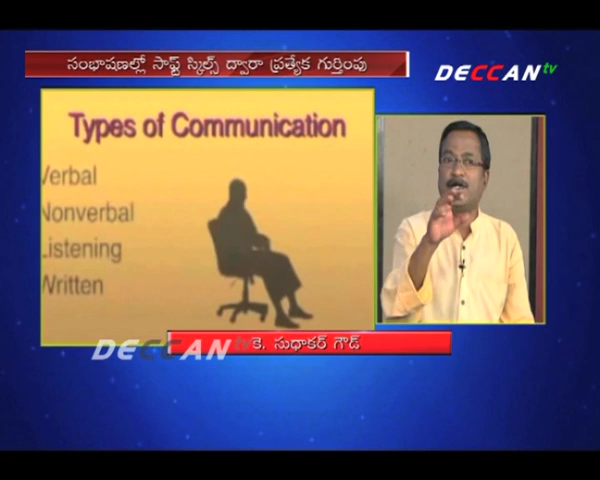 సంభాషణల్లో సాఫ్ట్ స్కిల్స్ ద్వారా ప్రత్యేక గుర్తింపు
DECCAN tv
Types of Communication
Verbal
Nonverbal
Listening
Written
DECCAN tv
కె. సుధాకర్ గౌడ్